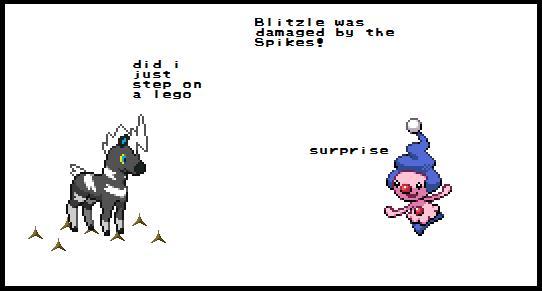 Blitzle was
damaged by the
Spikes!
did i
just
step on
a lego
surprise